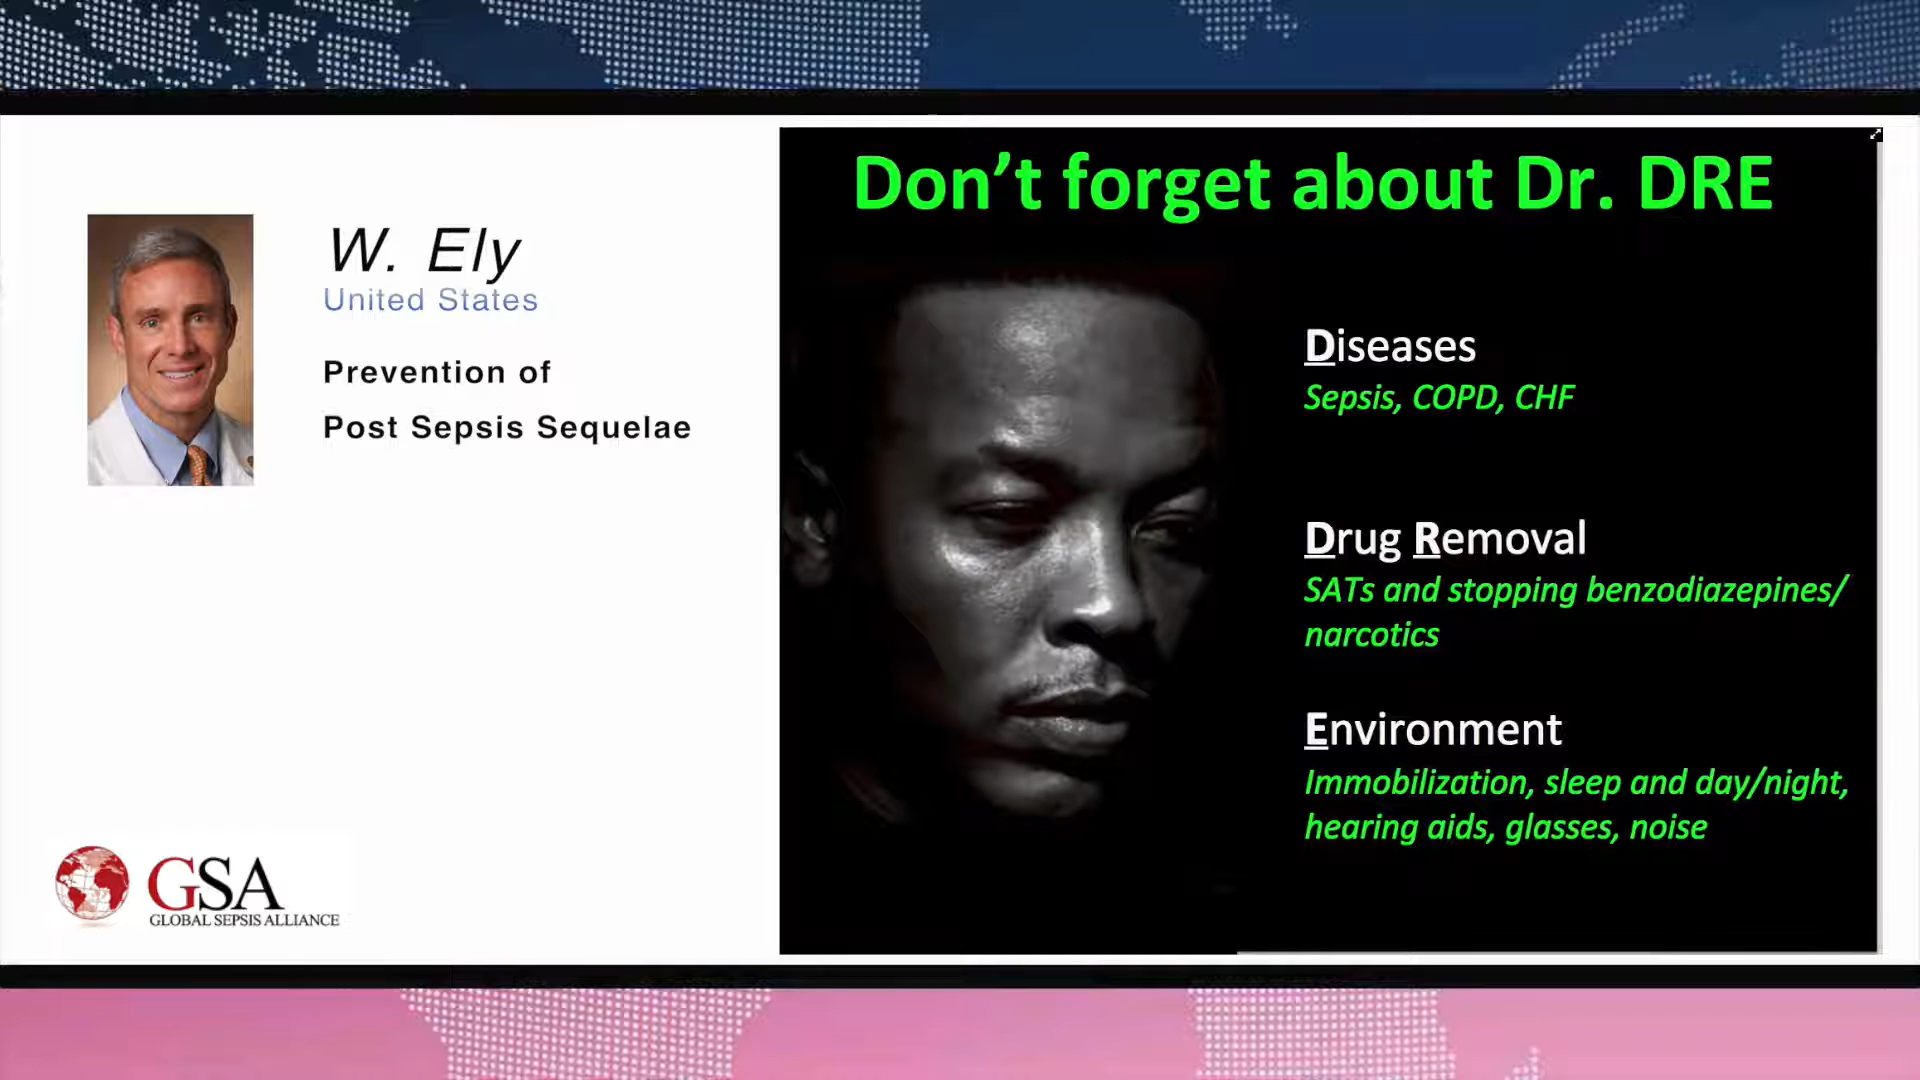 W. Ely
United States
Prevention of
Post Sepsis Sequelae
GSA
GLOBAL SEPSIS ALLIANCE
Don’t forget about Dr. DRE
Diseases
Sepsis, COPD, CHF
Drug Removal
SATs and stopping benzodiazepines/
narcotics
Environment
Immobilization, sleep and day/night,
hearing aids, glasses, noise